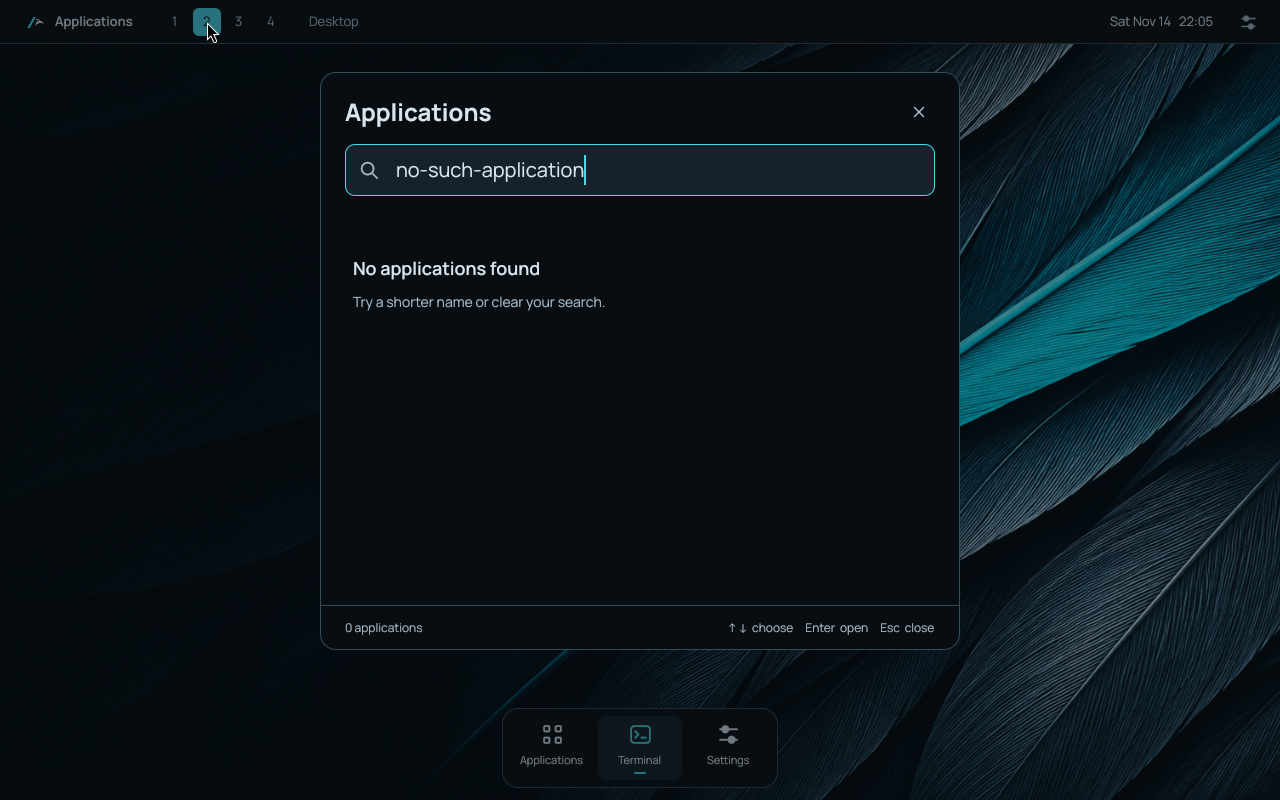 Applications 1 2 3 4 Desktop Sat Nov 14 22:05
Applications
no-such-application
No applications found
Try a shorter name or clear your search.
0 applications ↑↓ choose Enter open Esc close
Applications Terminal Settings